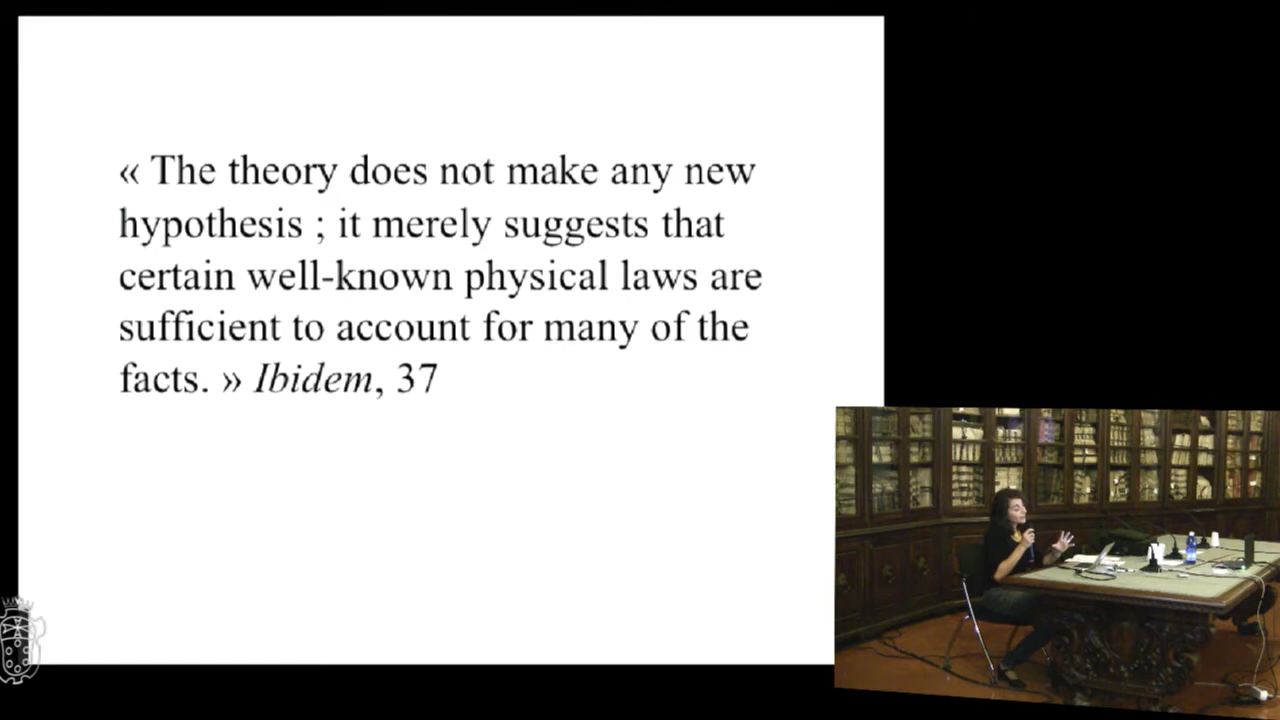 « The theory does not make any new
hypothesis ; it merely suggests that
certain well-known physical laws are
sufficient to account for many of the
facts. » Ibidem, 37